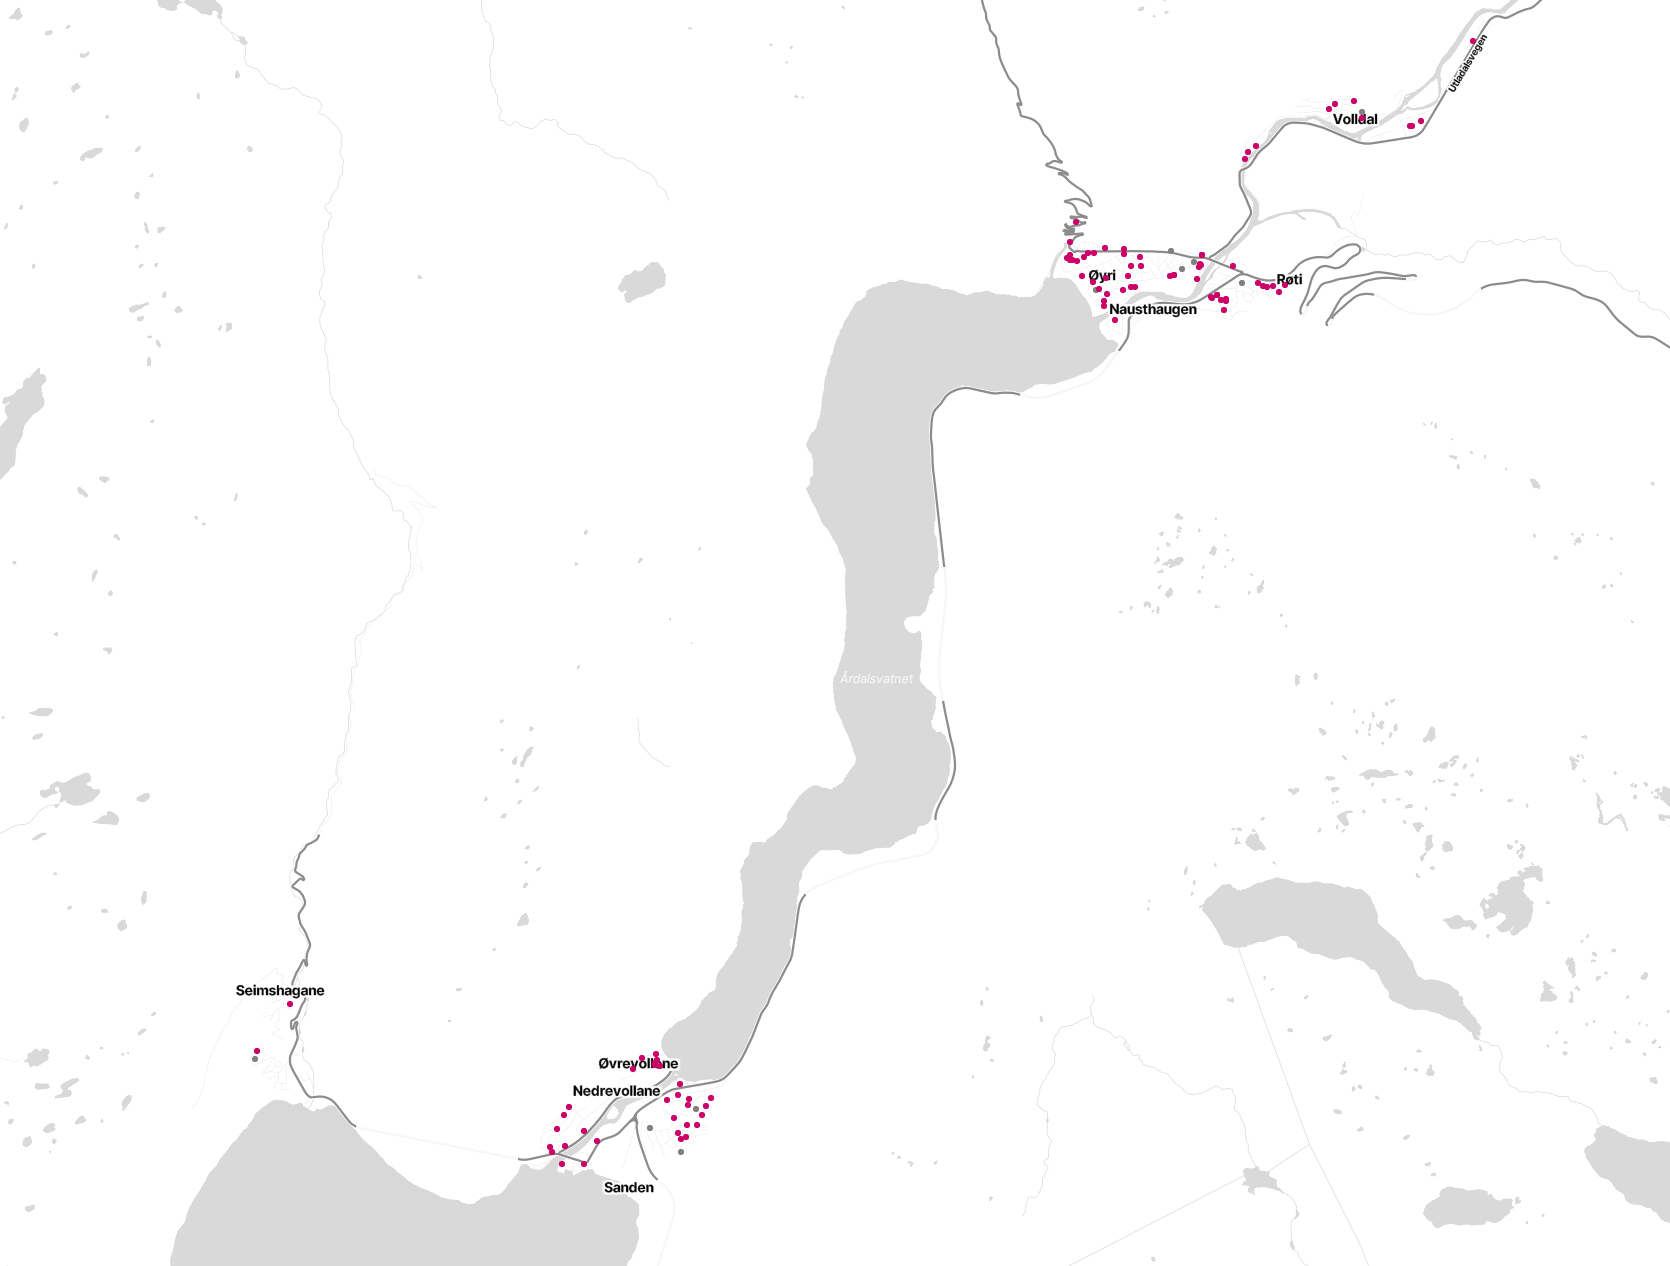 Utladalsvegen
Volldal
Øyri
Røti
Nausthaugen
Årdalsvatnet
Seimshagane
Øvrevollane
Nedrevollane
Sanden